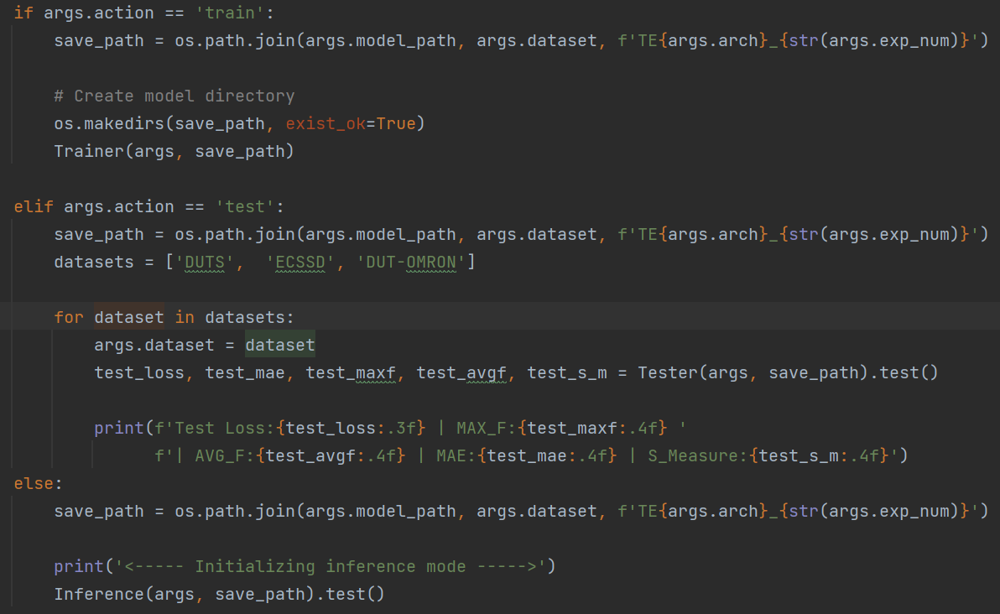 if args.action == 'train':
    save_path = os.path.join(args.model_path, args.dataset, f'TE{args.arch}_{str(args.exp_num)}')
    # Create model directory
    os.makedirs(save_path, exist_ok=True)
    Trainer(args, save_path)
elif args.action == 'test':
    save_path = os.path.join(args.model_path, args.dataset, f'TE{args.arch}_{str(args.exp_num)}')
    datasets = ['DUTS',  'ECSSD', 'DUT-OMRON']
    for dataset in datasets:
        args.dataset = dataset
        test_loss, test_mae, test_maxf, test_avgf, test_s_m = Tester(args, save_path).test()
        print(f'Test Loss:{test_loss:.3f} | MAX_F:{test_maxf:.4f} '
              f'| AVG_F:{test_avgf:.4f} | MAE:{test_mae:.4f} | S_Measure:{test_s_m:.4f}')
else:
    save_path = os.path.join(args.model_path, args.dataset, f'TE{args.arch}_{str(args.exp_num)}')
    print('<----- Initializing inference mode ----->')
    Inference(args, save_path).test()